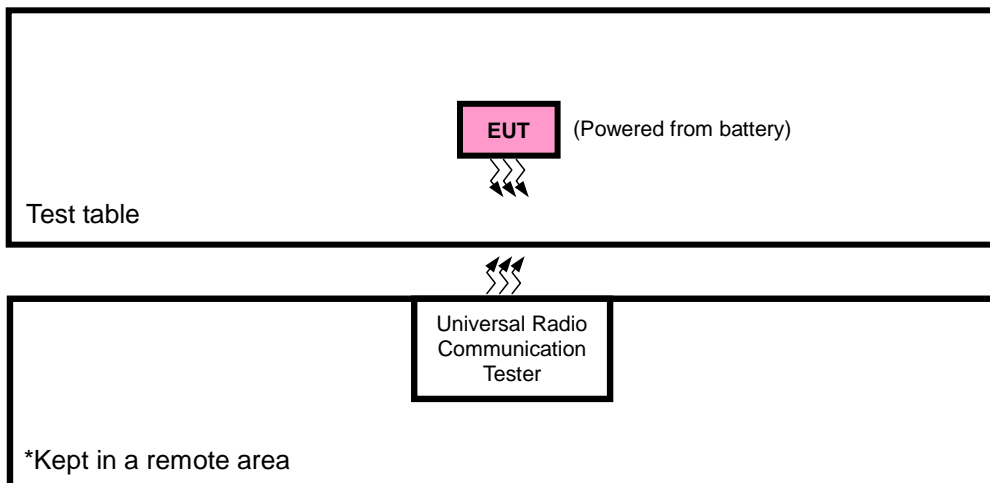 EUT
(Powered from battery)
Test table
Universal Radio
Communication
Tester
*Kept in a remote area